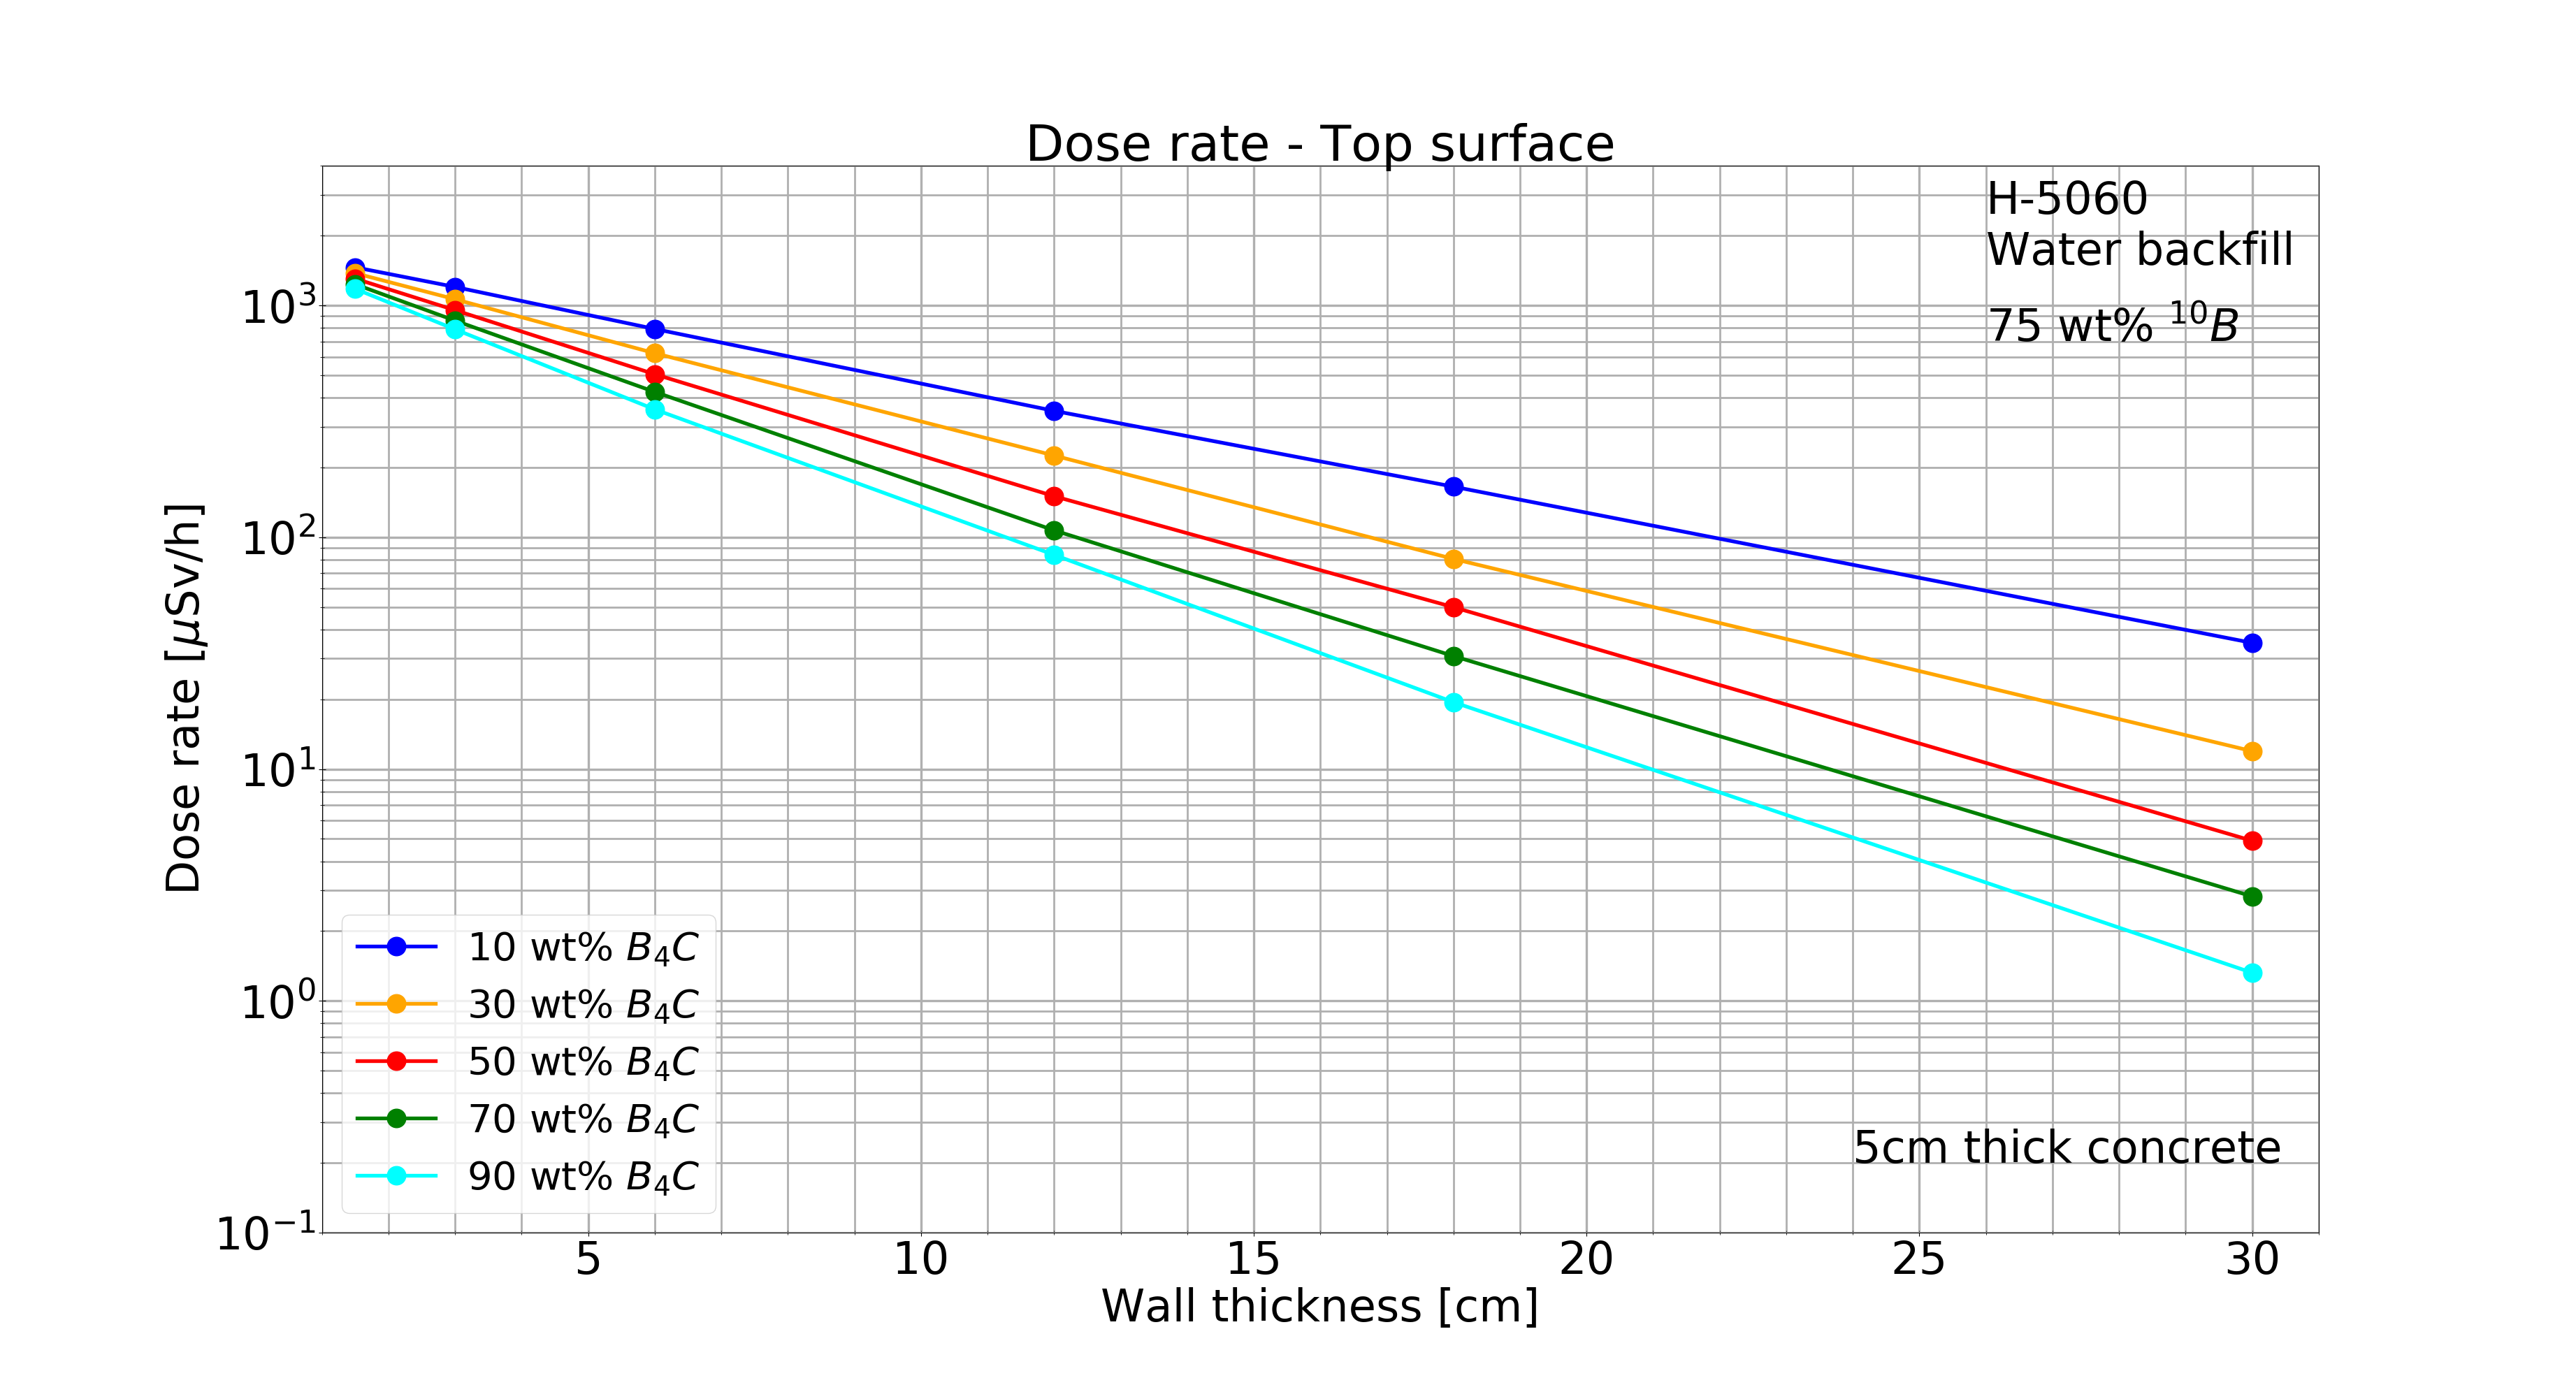 Dose rate - Top surface
H-5060
Water backfill
75 wt% ¹⁰B
10³
10²
10¹
10⁰
10⁻¹
Dose rate [μSv/h]
10 wt% B₄C
30 wt% B₄C
50 wt% B₄C
70 wt% B₄C
90 wt% B₄C
5cm thick concrete
5 10 15 20 25 30
Wall thickness [cm]